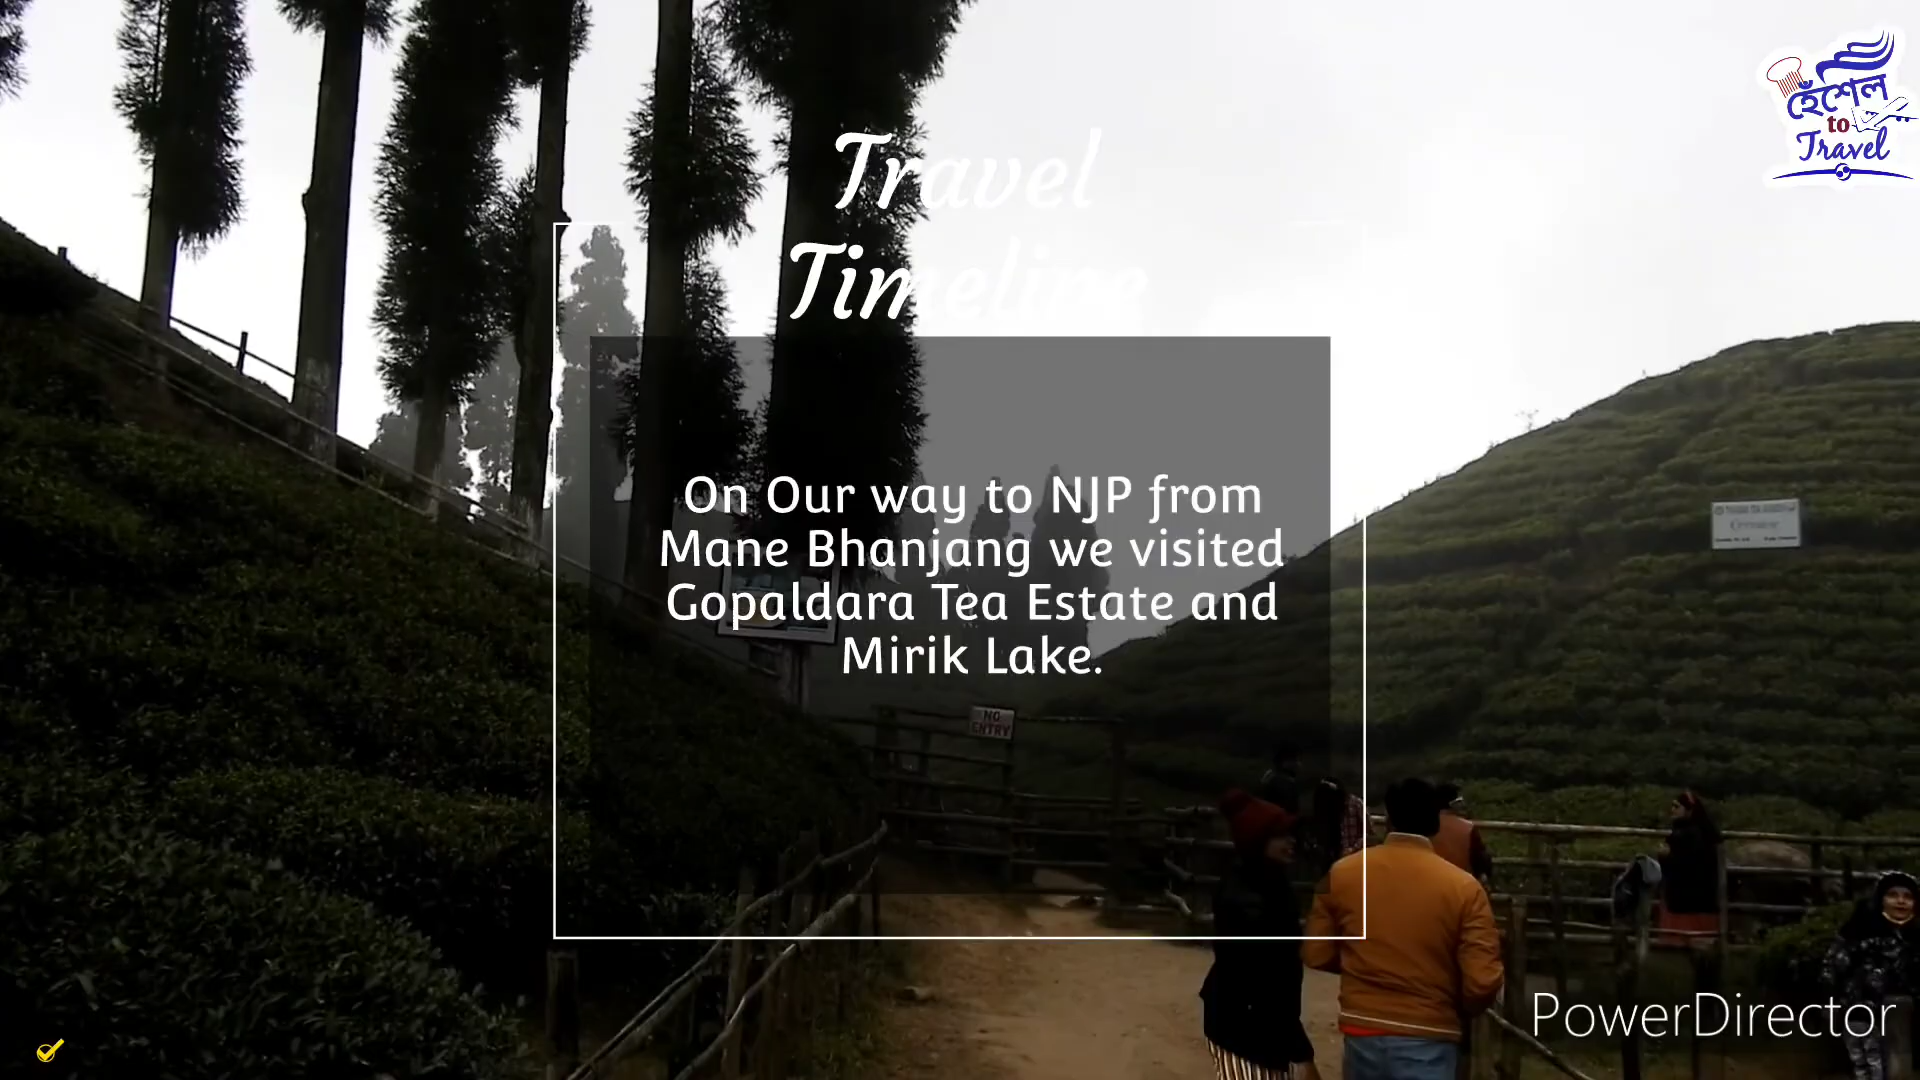 হেঁশেল
to
Travel
Travel
Timeline
On Our way to NJP from
Mane Bhanjang we visited
Gopaldara Tea Estate and
Mirik Lake.
NO
ENTRY
PowerDirector